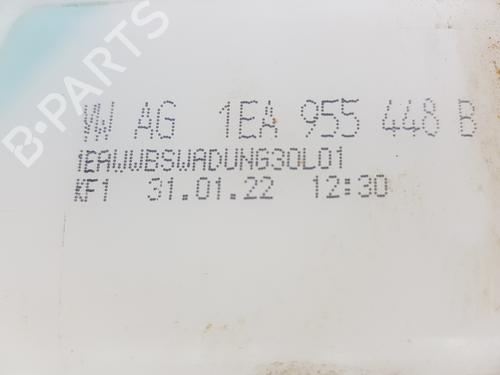 B-PARTS
VW AG 1EA 955 448 B
1EAWWBSWADUNG30L01
KF1 31.01.22 12:30